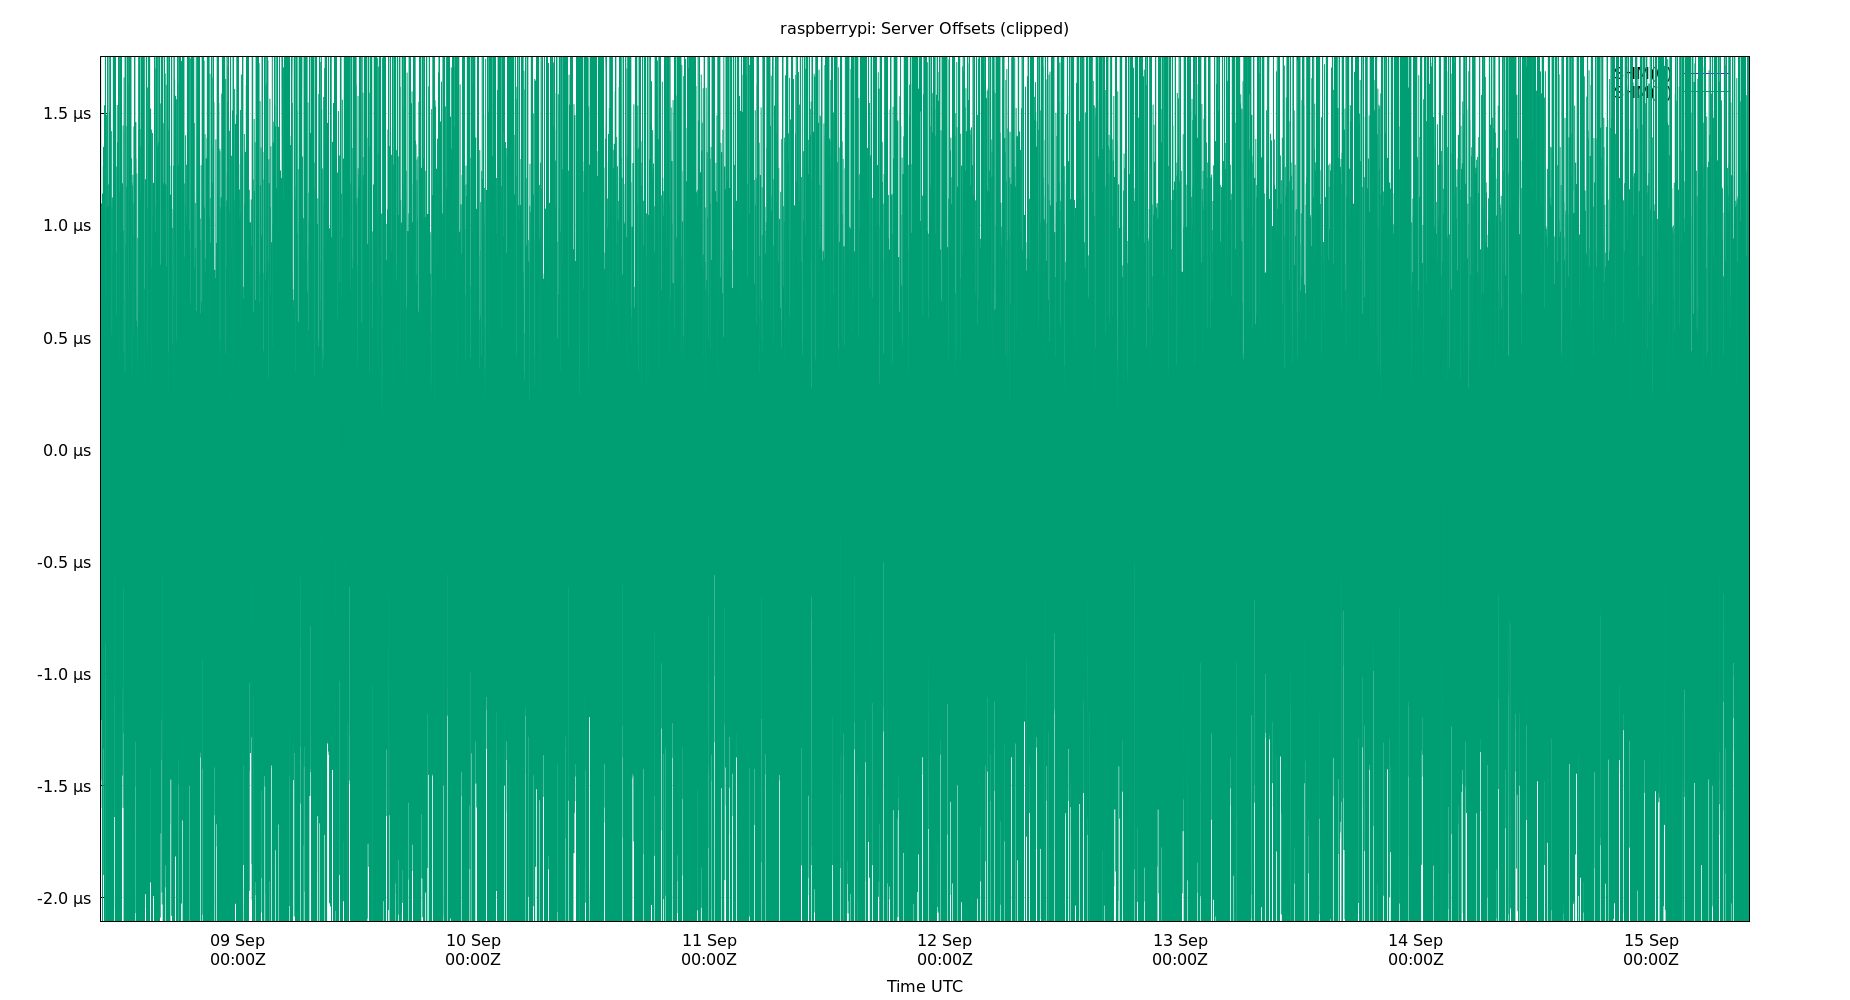 raspberrypi: Server Offsets (clipped)
1.5 µs
1.0 µs
0.5 µs
0.0 µs
-0.5 µs
-1.0 µs
-1.5 µs
-2.0 µs
09 Sep
00:00Z
10 Sep
00:00Z
11 Sep
00:00Z
12 Sep
00:00Z
13 Sep
00:00Z
14 Sep
00:00Z
15 Sep
00:00Z
Time UTC